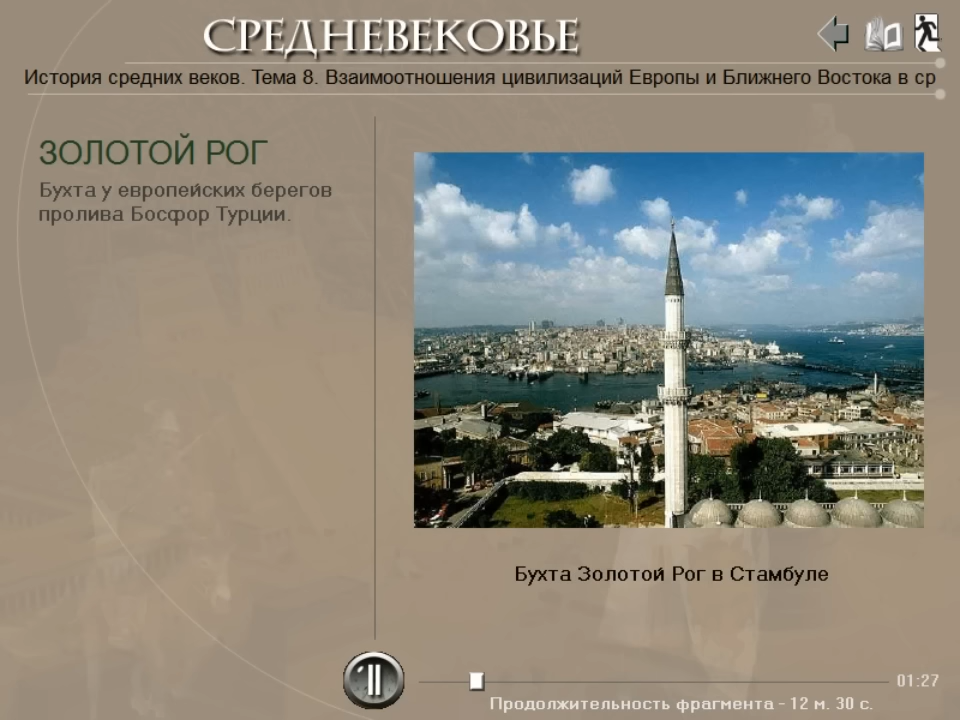 СРЕДНЕВЕКОВЬЕ
История средних веков. Тема 8. Взаимоотношения цивилизаций Европы и Ближнего Востока в ср
ЗОЛОТОЙ РОГ
Бухта у европейских берегов
пролива Босфор Турции.
Бухта Золотой Рог в Стамбуле
01:27
Продолжительность фрагмента - 12 м. 30 с.